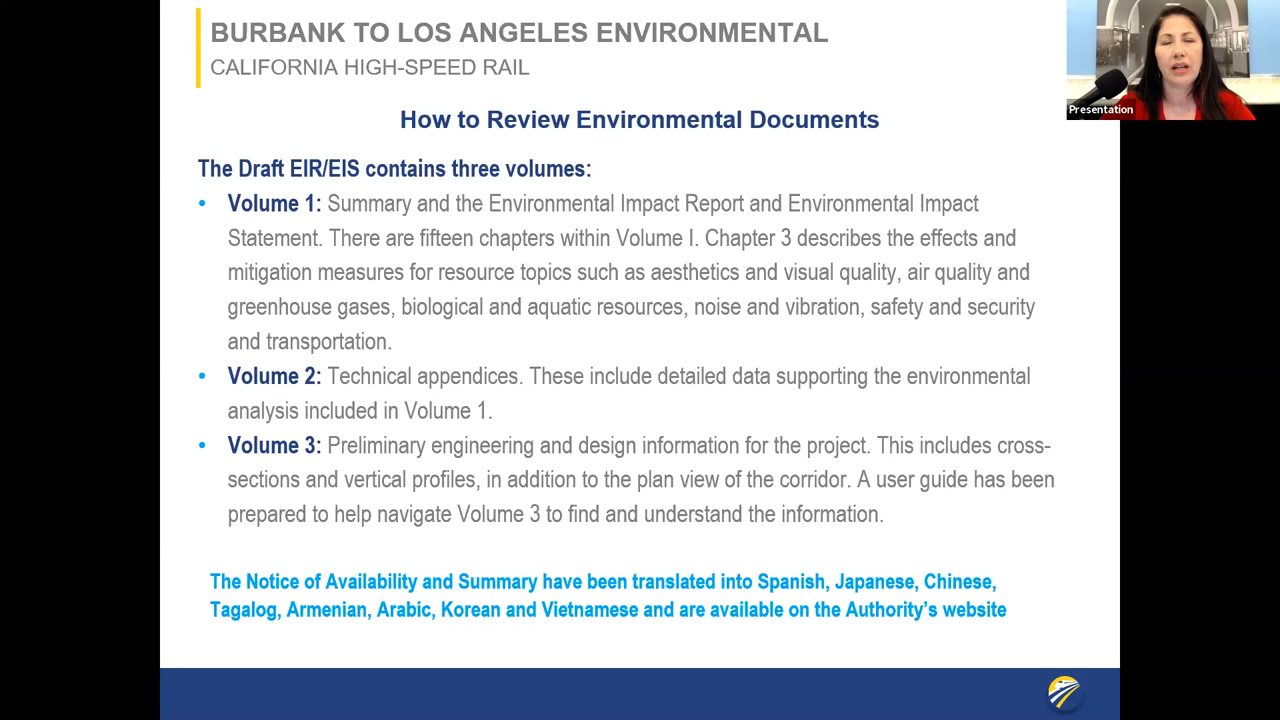 BURBANK TO LOS ANGELES ENVIRONMENTAL
CALIFORNIA HIGH-SPEED RAIL
Presentation
How to Review Environmental Documents
The Draft EIR/EIS contains three volumes:
• Volume 1: Summary and the Environmental Impact Report and Environmental Impact
Statement. There are fifteen chapters within Volume I. Chapter 3 describes the effects and
mitigation measures for resource topics such as aesthetics and visual quality, air quality and
greenhouse gases, biological and aquatic resources, noise and vibration, safety and security
and transportation.
• Volume 2: Technical appendices. These include detailed data supporting the environmental
analysis included in Volume 1.
• Volume 3: Preliminary engineering and design information for the project. This includes cross-
sections and vertical profiles, in addition to the plan view of the corridor. A user guide has been
prepared to help navigate Volume 3 to find and understand the information.
The Notice of Availability and Summary have been translated into Spanish, Japanese, Chinese,
Tagalog, Armenian, Arabic, Korean and Vietnamese and are available on the Authority’s website